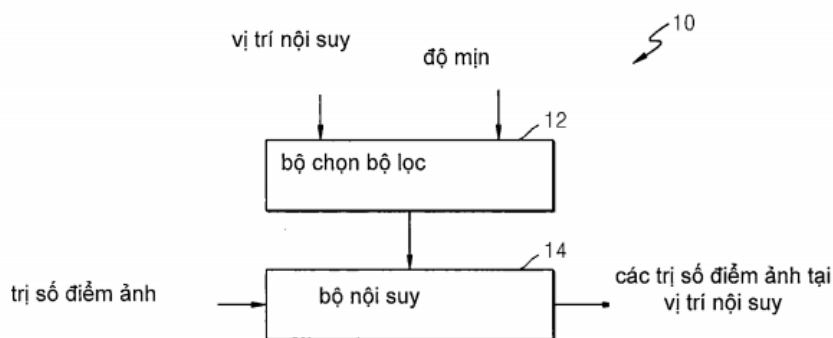 10
vị trí nội suy
độ mịn
12
bộ chọn bộ lọc
14
trị số điểm ảnh
bộ nội suy
các trị số điểm ảnh tại
vị trí nội suy